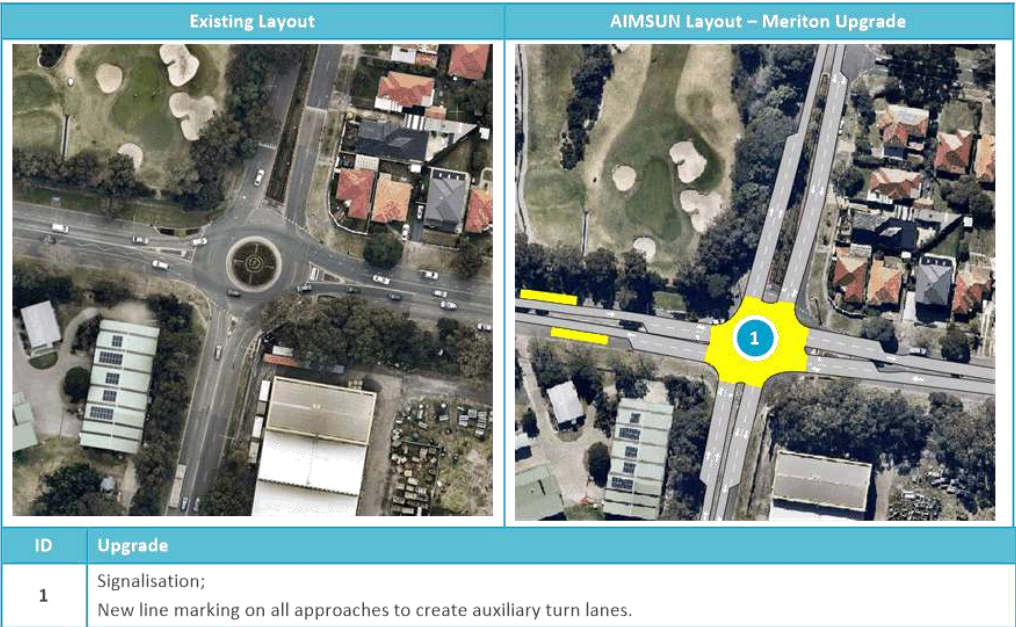 Existing Layout
AIMSUN Layout – Meriton Upgrade
1
ID
Upgrade
1
Signalisation;
New line marking on all approaches to create auxiliary turn lanes.